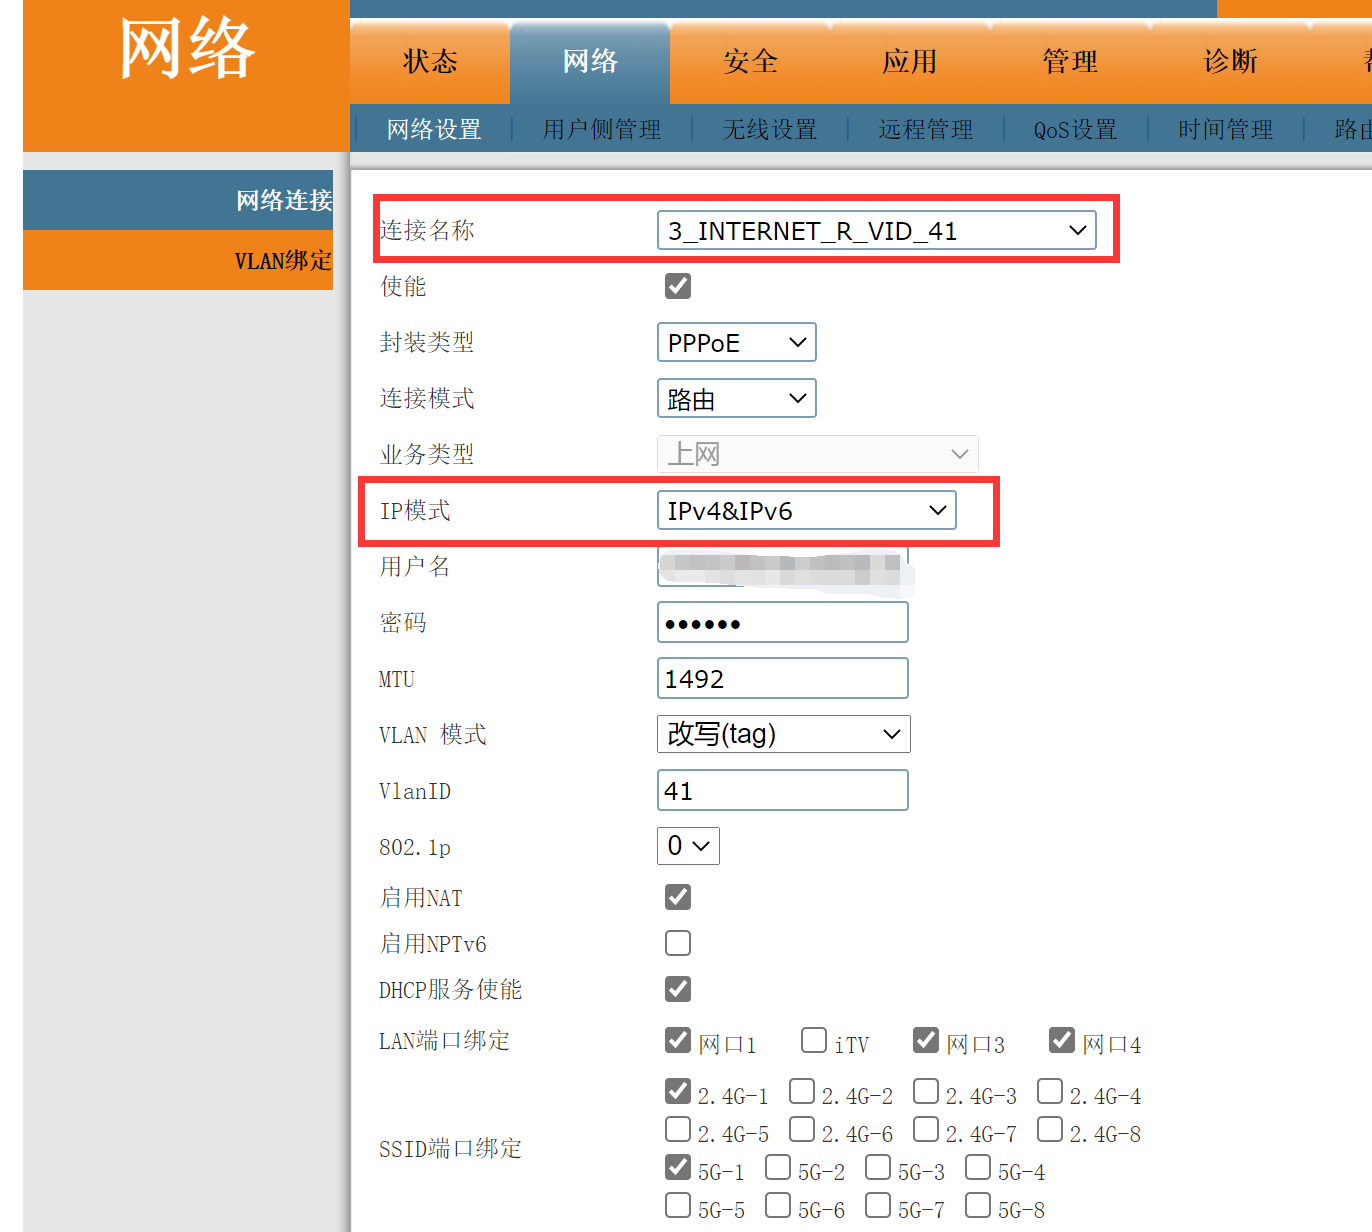 网络
状态 网络 安全 应用 管理 诊断
网络设置 用户侧管理 无线设置 远程管理 QoS设置 时间管理 路由
网络连接
VLAN绑定
连接名称 3_INTERNET_R_VID_41
使能
封装类型 PPPoE
连接模式 路由
业务类型 上网
IP模式 IPv4&IPv6
用户名
密码 ••••••
MTU 1492
VLAN 模式 改写(tag)
VlanID 41
802.1p 0
启用NAT
启用NPTv6
DHCP服务使能
LAN端口绑定 网口1 iTV 网口3 网口4
2.4G-1 2.4G-2 2.4G-3 2.4G-4
2.4G-5 2.4G-6 2.4G-7 2.4G-8
SSID端口绑定
5G-1 5G-2 5G-3 5G-4
5G-5 5G-6 5G-7 5G-8